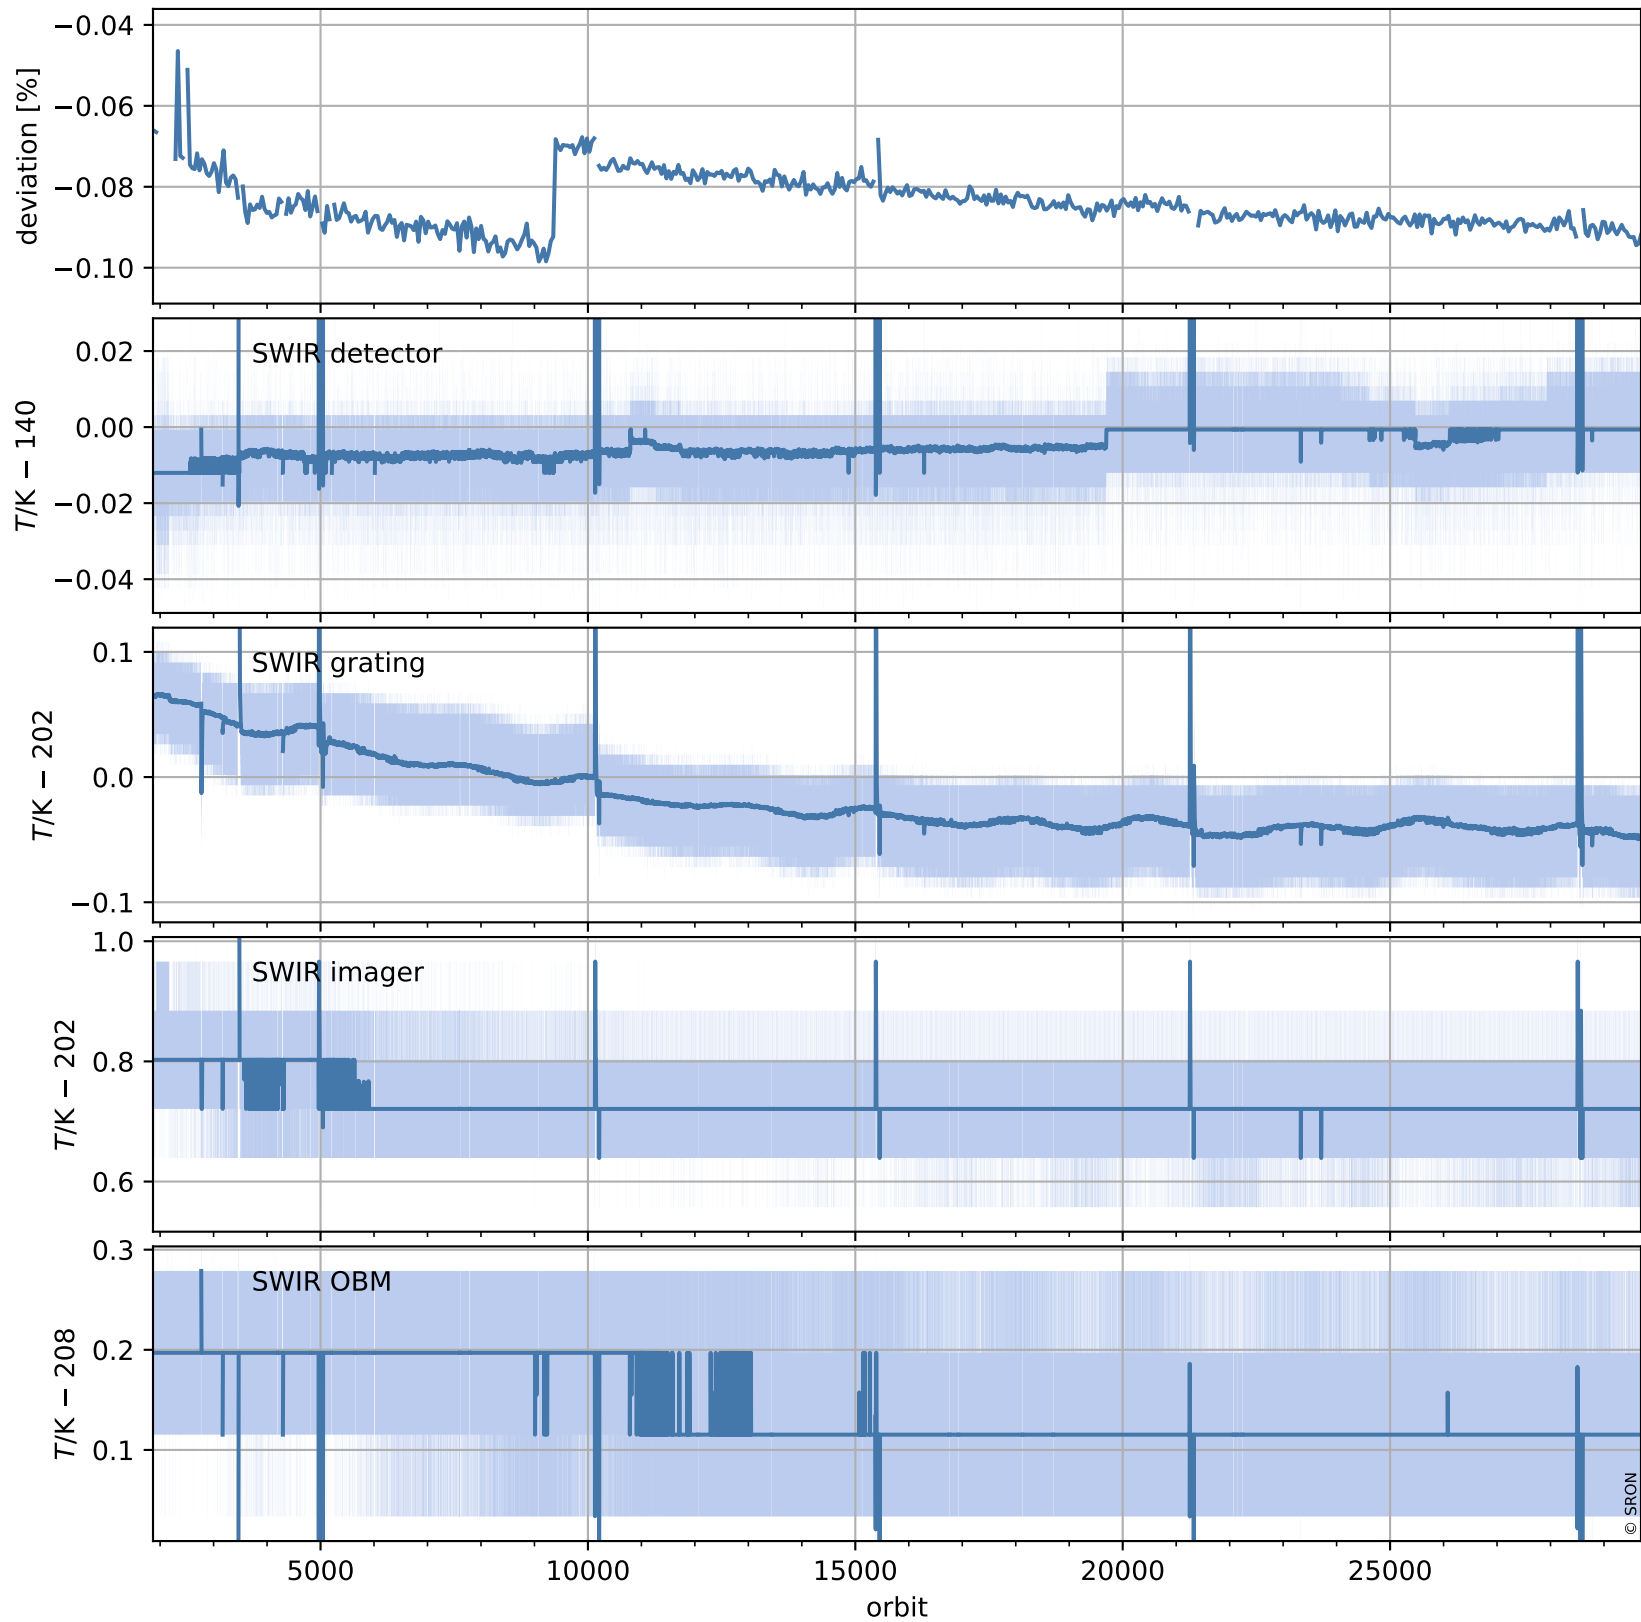 −0.04
−0.06
−0.08
−0.10
deviation [%]
SWIR detector
0.02
0.00
−0.02
−0.04
T/K − 140
SWIR grating
0.1
0.0
−0.1
T/K − 202
SWIR imager
1.0
0.8
0.6
T/K − 202
SWIR OBM
0.3
0.2
0.1
T/K − 208
© SRON
5000 10000 15000 20000 25000
orbit